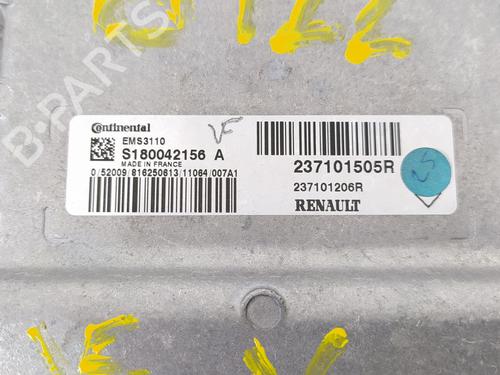 Continental
EMS3110
S180042156 A
MADE IN FRANCE
0/52009/816250613/11064/007A1
VF
237101505R
237101206R
RENAULT
B-PARTS